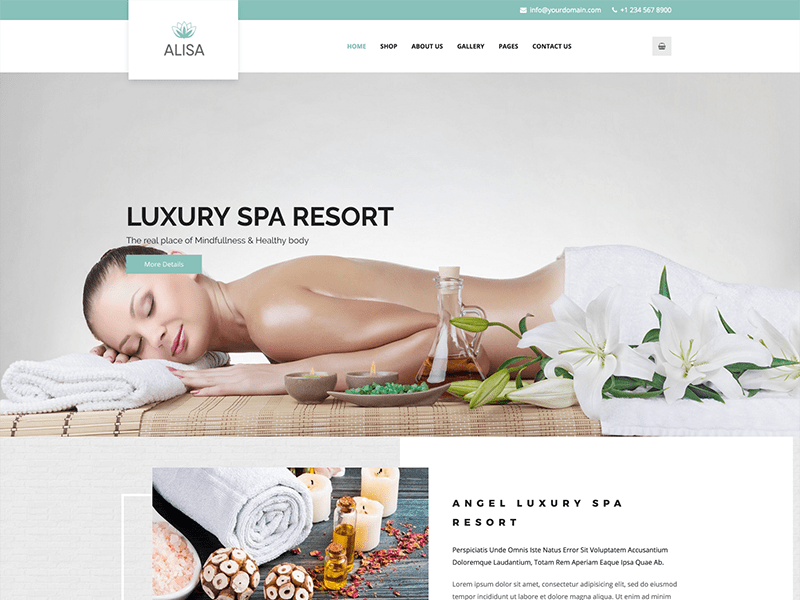 info@yourdomain.com +1 234 567 8900
ALISA
HOME SHOP ABOUT US GALLERY PAGES CONTACT US
LUXURY SPA RESORT
The real place of Mindfullness & Healthy body
More Details
ANGEL LUXURY SPA
RESORT
Perspiciatis Unde Omnis Iste Natus Error Sit Voluptatem Accusantium
Doloremque Laudantium, Totam Rem Aperiam Eaque Ipsa Quae Ab.
Lorem ipsum dolor sit amet, consectetur adipisicing elit, sed do eiusmod
tempor incididunt ut labore et dolore magna aliqua. Ut enim ad minim